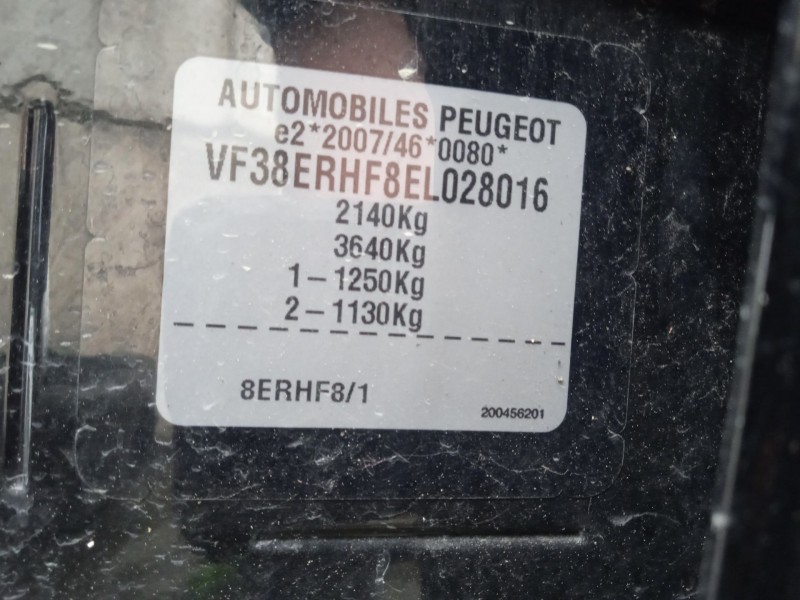 AUTOMOBILES PEUGEOT
e2*2007/46*0080*
VF38ERHF8EL028016
2140Kg
3640Kg
1-1250Kg
2-1130Kg
8ERHF8/1
200456201